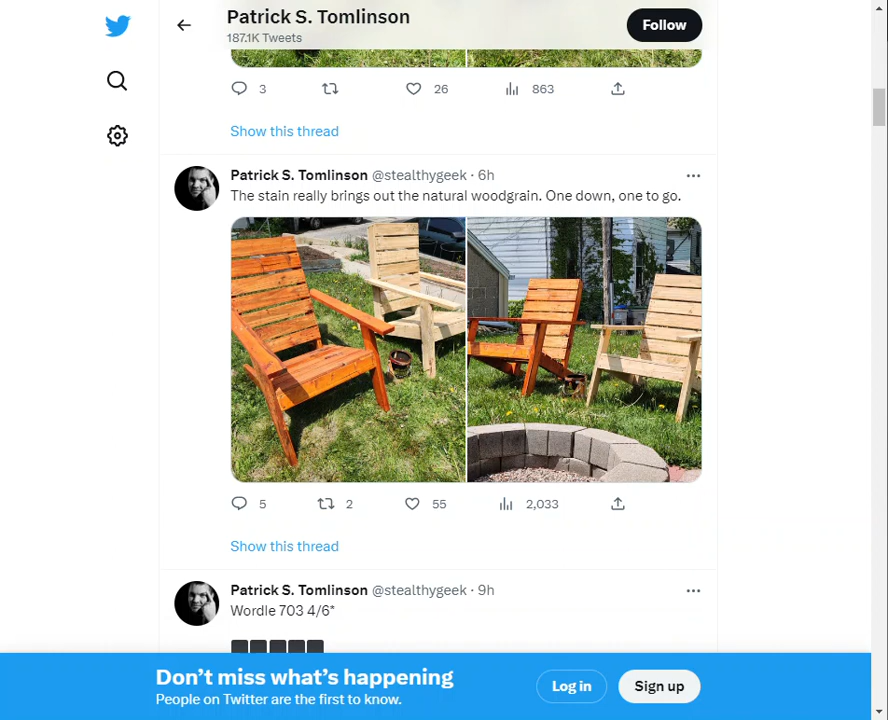 Patrick S. Tomlinson
187.1K Tweets
Follow
3 26 863
Show this thread
Patrick S. Tomlinson @stealthygeek · 6h
The stain really brings out the natural woodgrain. One down, one to go.
5 2 55 2,033
Show this thread
Patrick S. Tomlinson @stealthygeek · 9h
Wordle 703 4/6*
Don’t miss what’s happening
People on Twitter are the first to know.
Log in
Sign up